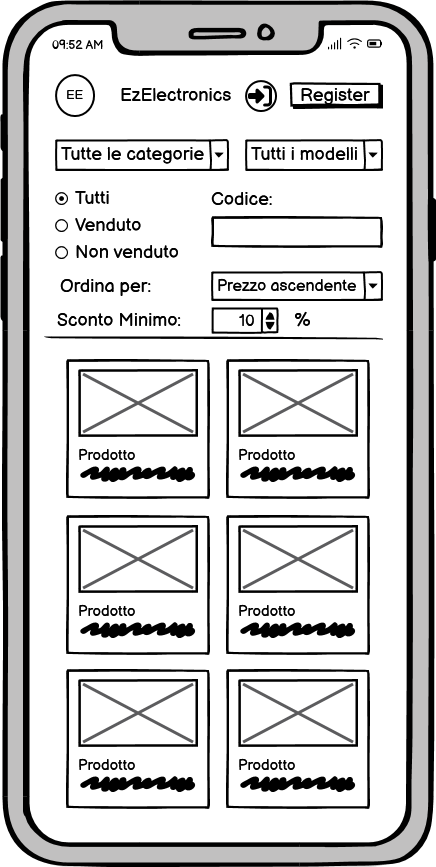 09:52 AM
EE EzElectronics Register
Tutte le categorie Tutti i modelli
Tutti
Codice:
Venduto
Non venduto
Ordina per: Prezzo ascendente
Sconto Minimo: 10 %
Prodotto Prodotto
Prodotto Prodotto
Prodotto Prodotto